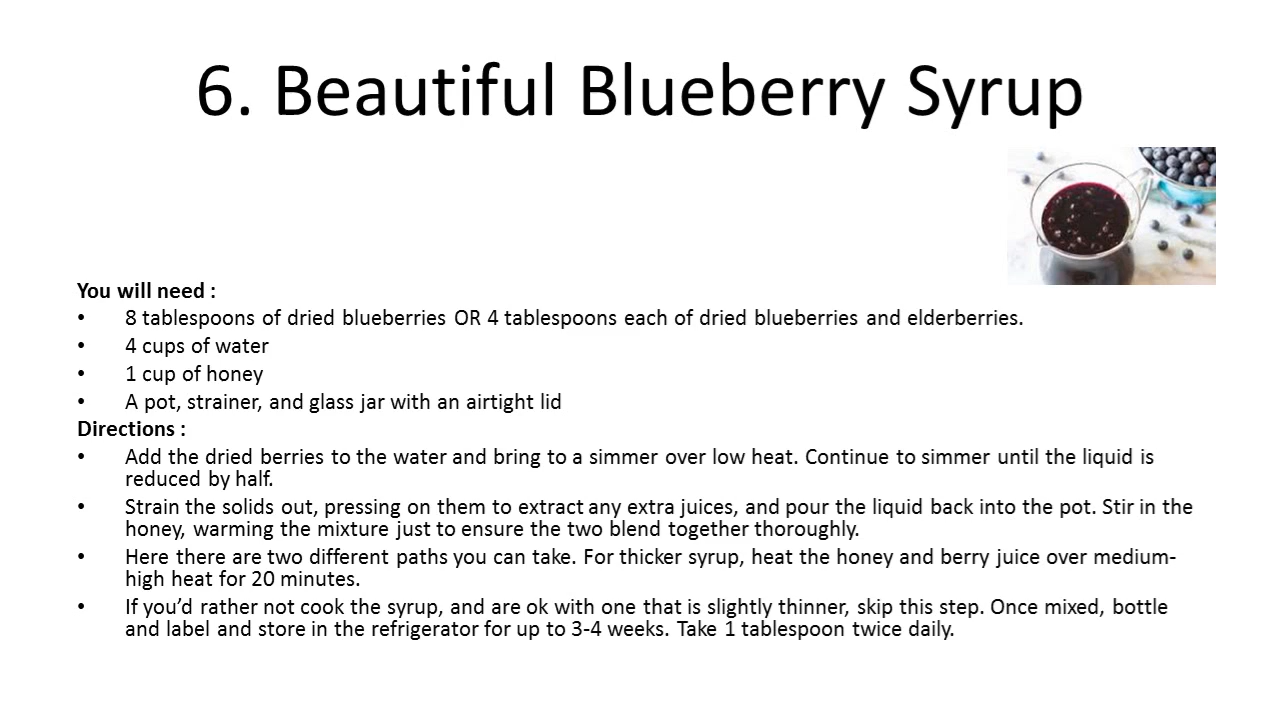 6. Beautiful Blueberry Syrup
You will need :
• 8 tablespoons of dried blueberries OR 4 tablespoons each of dried blueberries and elderberries.
• 4 cups of water
• 1 cup of honey
• A pot, strainer, and glass jar with an airtight lid
Directions :
• Add the dried berries to the water and bring to a simmer over low heat. Continue to simmer until the liquid is
reduced by half.
• Strain the solids out, pressing on them to extract any extra juices, and pour the liquid back into the pot. Stir in the
honey, warming the mixture just to ensure the two blend together thoroughly.
• Here there are two different paths you can take. For thicker syrup, heat the honey and berry juice over medium-
high heat for 20 minutes.
• If you’d rather not cook the syrup, and are ok with one that is slightly thinner, skip this step. Once mixed, bottle
and label and store in the refrigerator for up to 3-4 weeks. Take 1 tablespoon twice daily.